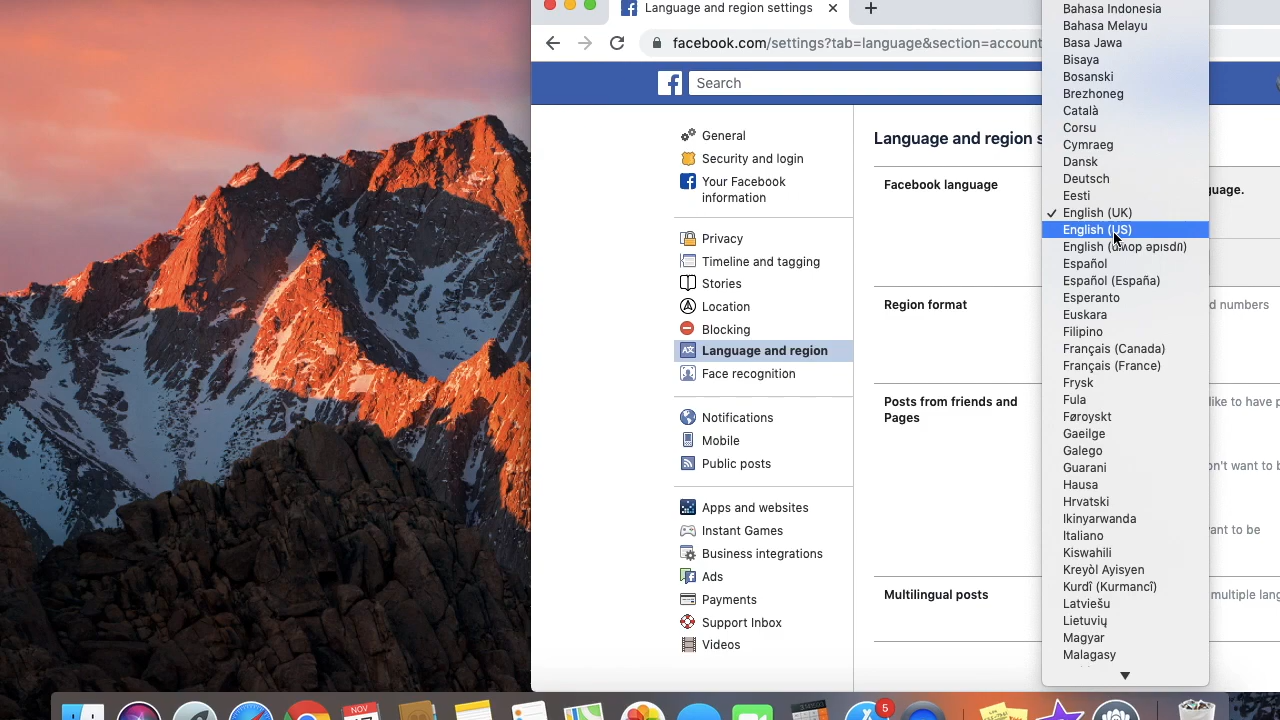 Language and region settings
facebook.com/settings?tab=language&section=account
Search
General
Security and login
Your Facebook
information
Privacy
Timeline and tagging
Stories
Location
Blocking
Language and region
Face recognition
Notifications
Mobile
Public posts
Apps and websites
Instant Games
Business integrations
Ads
Payments
Support Inbox
Videos
Language and region s
Facebook language
guage.
Region format
d numbers
Posts from friends and
Pages
like to have p
on't want to b
ant to be
Multilingual posts
multiple lang
Bahasa Indonesia
Bahasa Melayu
Basa Jawa
Bisaya
Bosanski
Brezhoneg
Català
Corsu
Cymraeg
Dansk
Deutsch
Eesti
✓ English (UK)
English (US)
English (uʍop ǝpısdՈ)
Español
Español (España)
Esperanto
Euskara
Filipino
Français (Canada)
Français (France)
Frysk
Fula
Føroyskt
Gaeilge
Galego
Guarani
Hausa
Hrvatski
Ikinyarwanda
Italiano
Kiswahili
Kreyòl Ayisyen
Kurdî (Kurmancî)
Latviešu
Lietuvių
Magyar
Malagasy
NOV
5